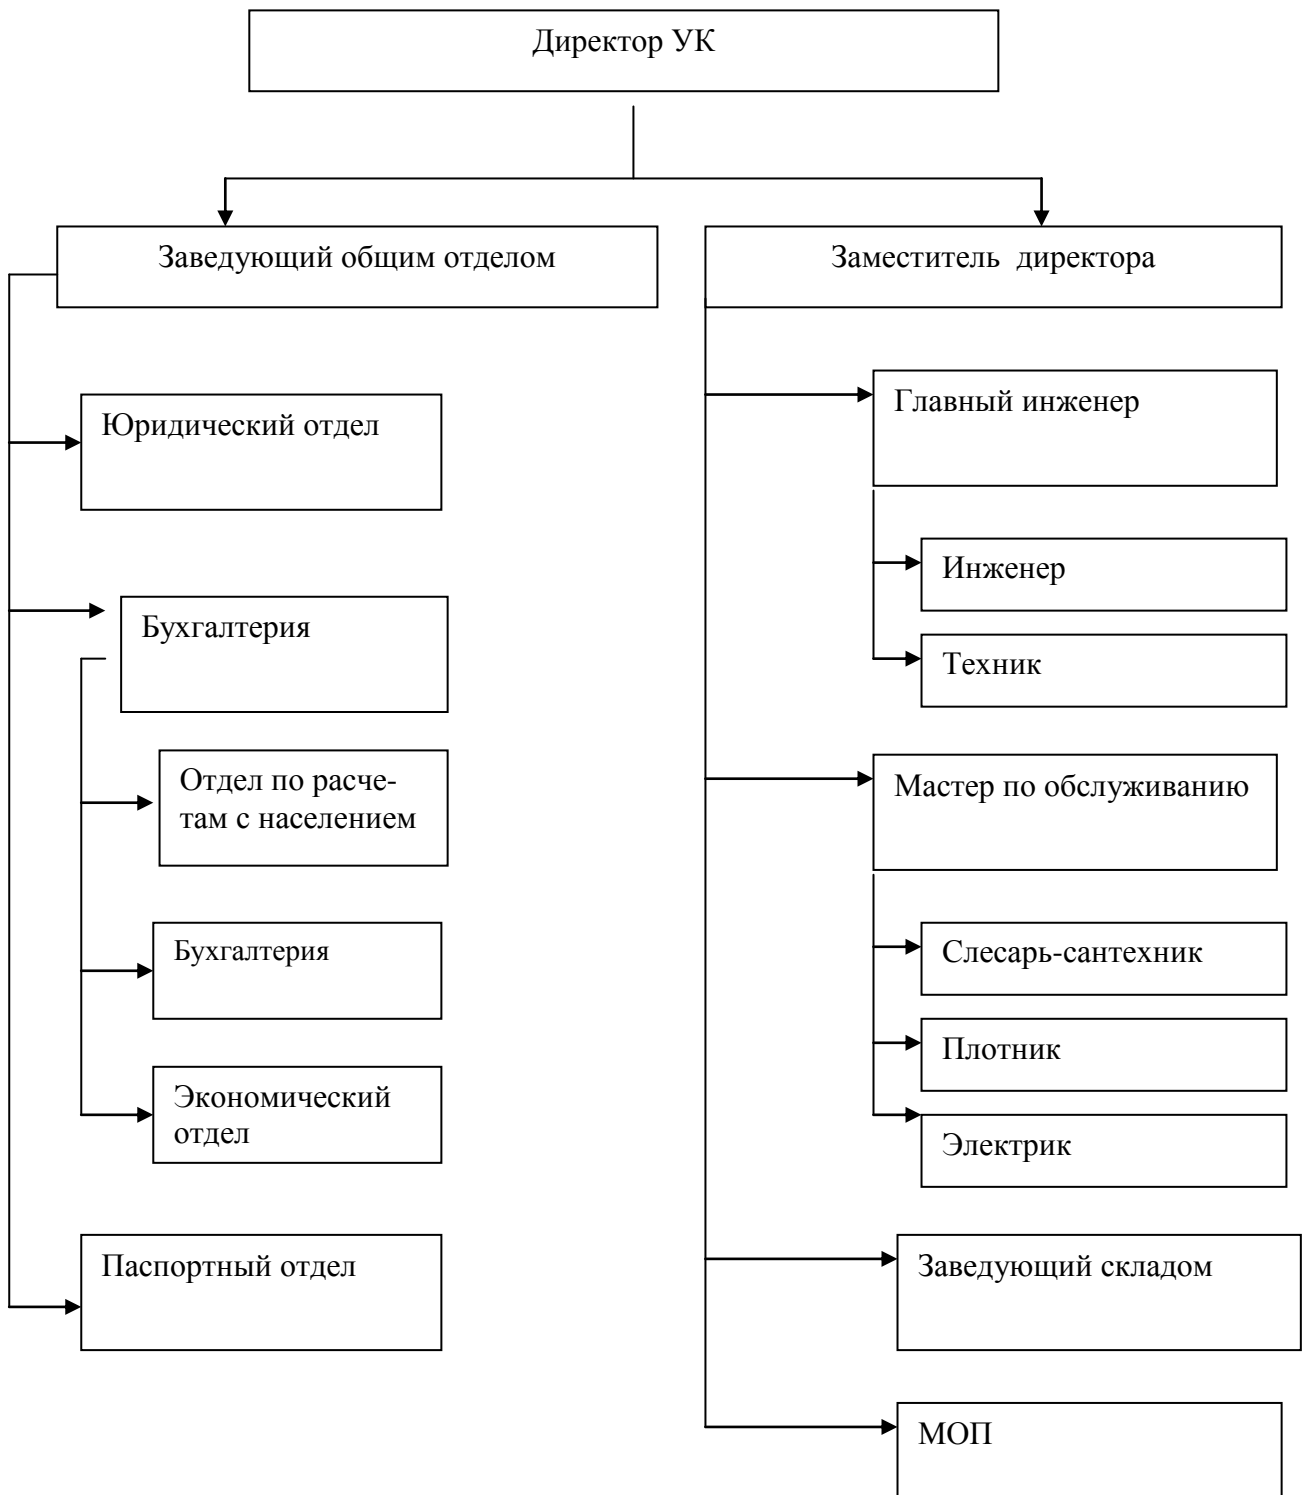 Директор УК
Заведующий общим отделом
Заместитель директора
Юридический отдел
Бухгалтерия
Отдел по расче-
там с населением
Бухгалтерия
Экономический
отдел
Паспортный отдел
Главный инженер
Инженер
Техник
Мастер по обслуживанию
Слесарь-сантехник
Плотник
Электрик
Заведующий складом
МОП